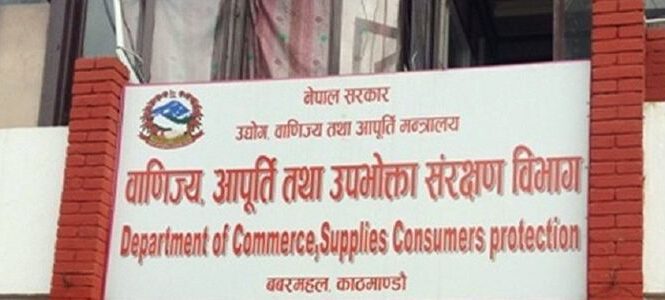 नेपाल सरकार
उद्योग, वाणिज्य तथा आपूर्ति मन्त्रालय
वाणिज्य, आपूर्ति तथा उपभोक्ता संरक्षण विभाग
Department of Commerce,Supplies Consumers protection
बबरमहल, काठमाण्डौ